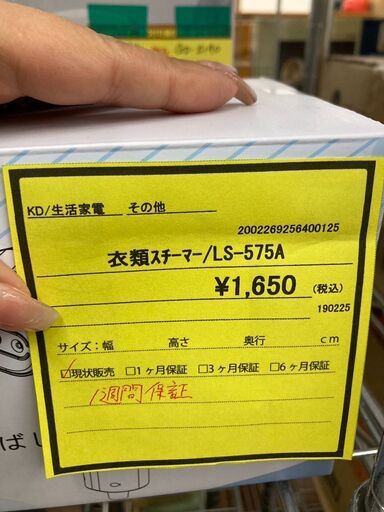 KD/生活家電 その他
2002269256400125
衣類ｽﾁｰﾏｰ/LS-575A
¥1,650 (税込)
190225
サイズ：幅 高さ 奥行 cm
☑現状販売 □1ヶ月保証 □3ヶ月保証 □6ヶ月保証
1週間保証
ば